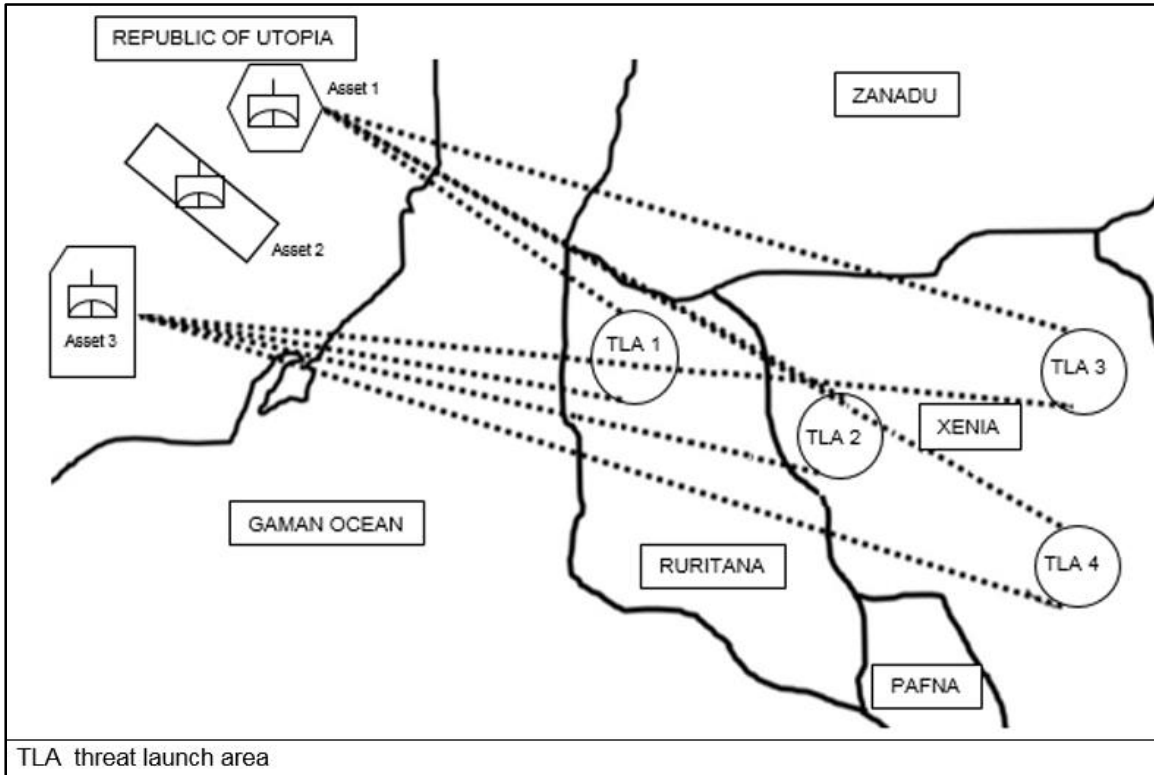 REPUBLIC OF UTOPIA
Asset 1
ZANADU
Asset 2
Asset 3
TLA 1
TLA 3
TLA 2
XENIA
GAMAN OCEAN
RURITANA
TLA 4
PAFNA
TLA threat launch area